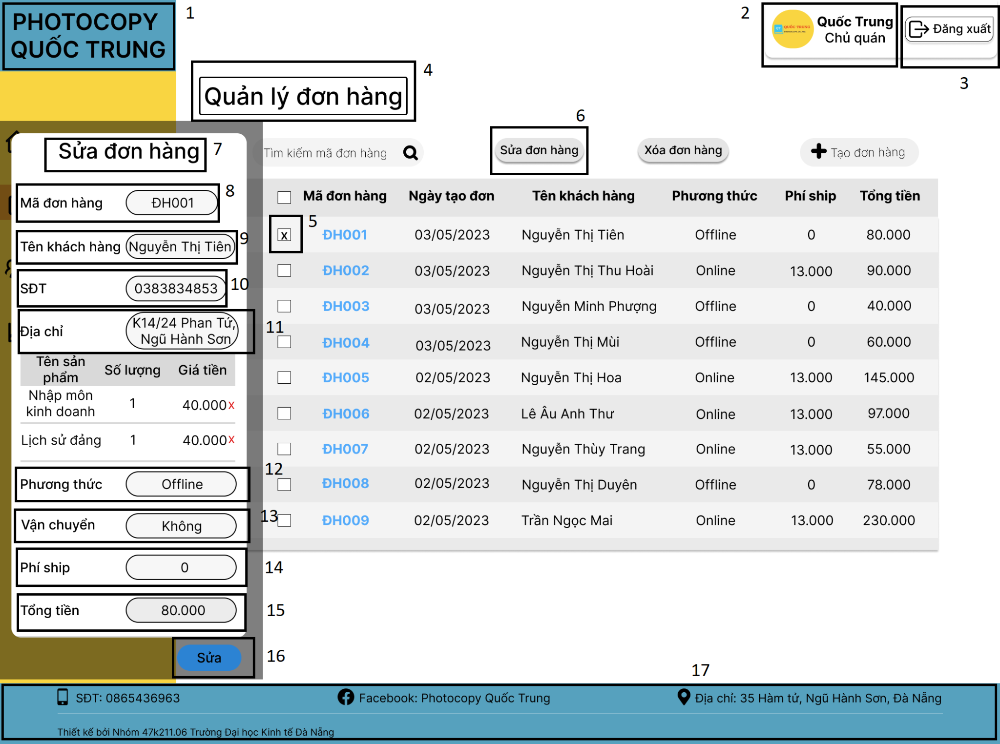 PHOTOCOPY
QUỐC TRUNG
1
2
QUỐC TRUNG
Quốc Trung
Chủ quán
Đăng xuất
3
4
Quản lý đơn hàng
6
Sửa đơn hàng
7
Tìm kiếm mã đơn hàng
Sửa đơn hàng
Xóa đơn hàng
Tạo đơn hàng
Mã đơn hàng ĐH001
8
Tên khách hàng Nguyễn Thị Tiên
9
SĐT 0383834853
10
Địa chỉ K14/24 Phan Tứ,
Ngũ Hành Sơn
11
Tên sản
phẩm Số lượng Giá tiền
Nhập môn
kinh doanh 1 40.000 x
Lịch sử đảng 1 40.000 x
Phương thức Offline
12
Vận chuyển Không
13
Phí ship 0
14
Tổng tiền 80.000
15
Sửa
16
Mã đơn hàng Ngày tạo đơn Tên khách hàng Phương thức Phí ship Tổng tiền
5
x ĐH001 03/05/2023 Nguyễn Thị Tiên Offline 0 80.000
ĐH002 03/05/2023 Nguyễn Thị Thu Hoài Online 13.000 90.000
ĐH003 03/05/2023 Nguyễn Minh Phượng Offline 0 40.000
ĐH004 03/05/2023 Nguyễn Thị Mùi Offline 0 60.000
ĐH005 02/05/2023 Nguyễn Thị Hoa Online 13.000 145.000
ĐH006 02/05/2023 Lê Âu Anh Thư Online 13.000 97.000
ĐH007 02/05/2023 Nguyễn Thùy Trang Online 13.000 55.000
ĐH008 02/05/2023 Nguyễn Thị Duyên Offline 0 78.000
ĐH009 02/05/2023 Trần Ngọc Mai Online 13.000 230.000
17
SĐT: 0865436963
Facebook: Photocopy Quốc Trung
Địa chỉ: 35 Hàm tử, Ngũ Hành Sơn, Đà Nẵng
Thiết kế bởi Nhóm 47k211.06 Trường Đại học Kinh tế Đà Nẵng